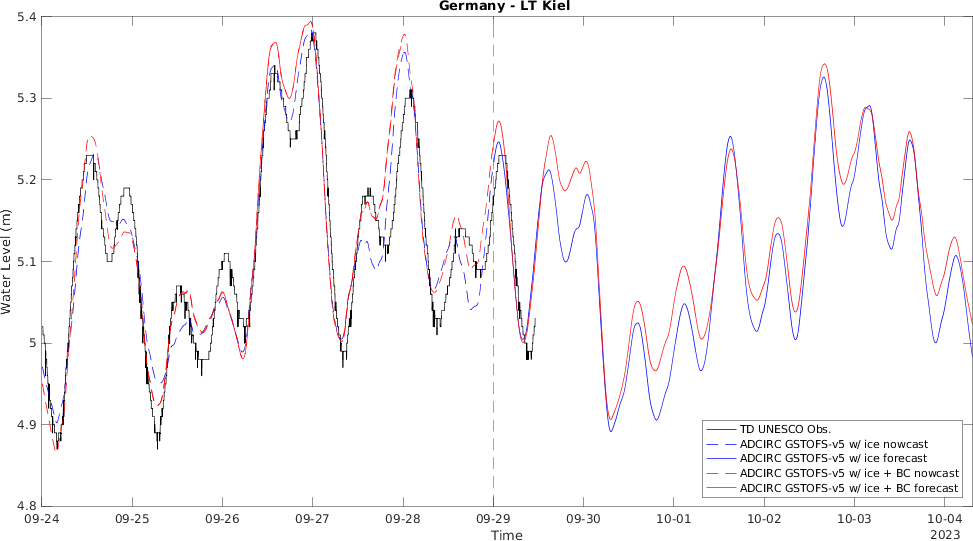 Germany - LT Kiel
5.4
5.3
5.2
5.1
5
4.9
4.8
Water Level (m)
09-24 09-25 09-26 09-27 09-28 09-29 09-30 10-01 10-02 10-03 10-04
Time
2023
TD UNESCO Obs.
ADCIRC GSTOFS-v5 w/ ice nowcast
ADCIRC GSTOFS-v5 w/ ice forecast
ADCIRC GSTOFS-v5 w/ ice + BC nowcast
ADCIRC GSTOFS-v5 w/ ice + BC forecast